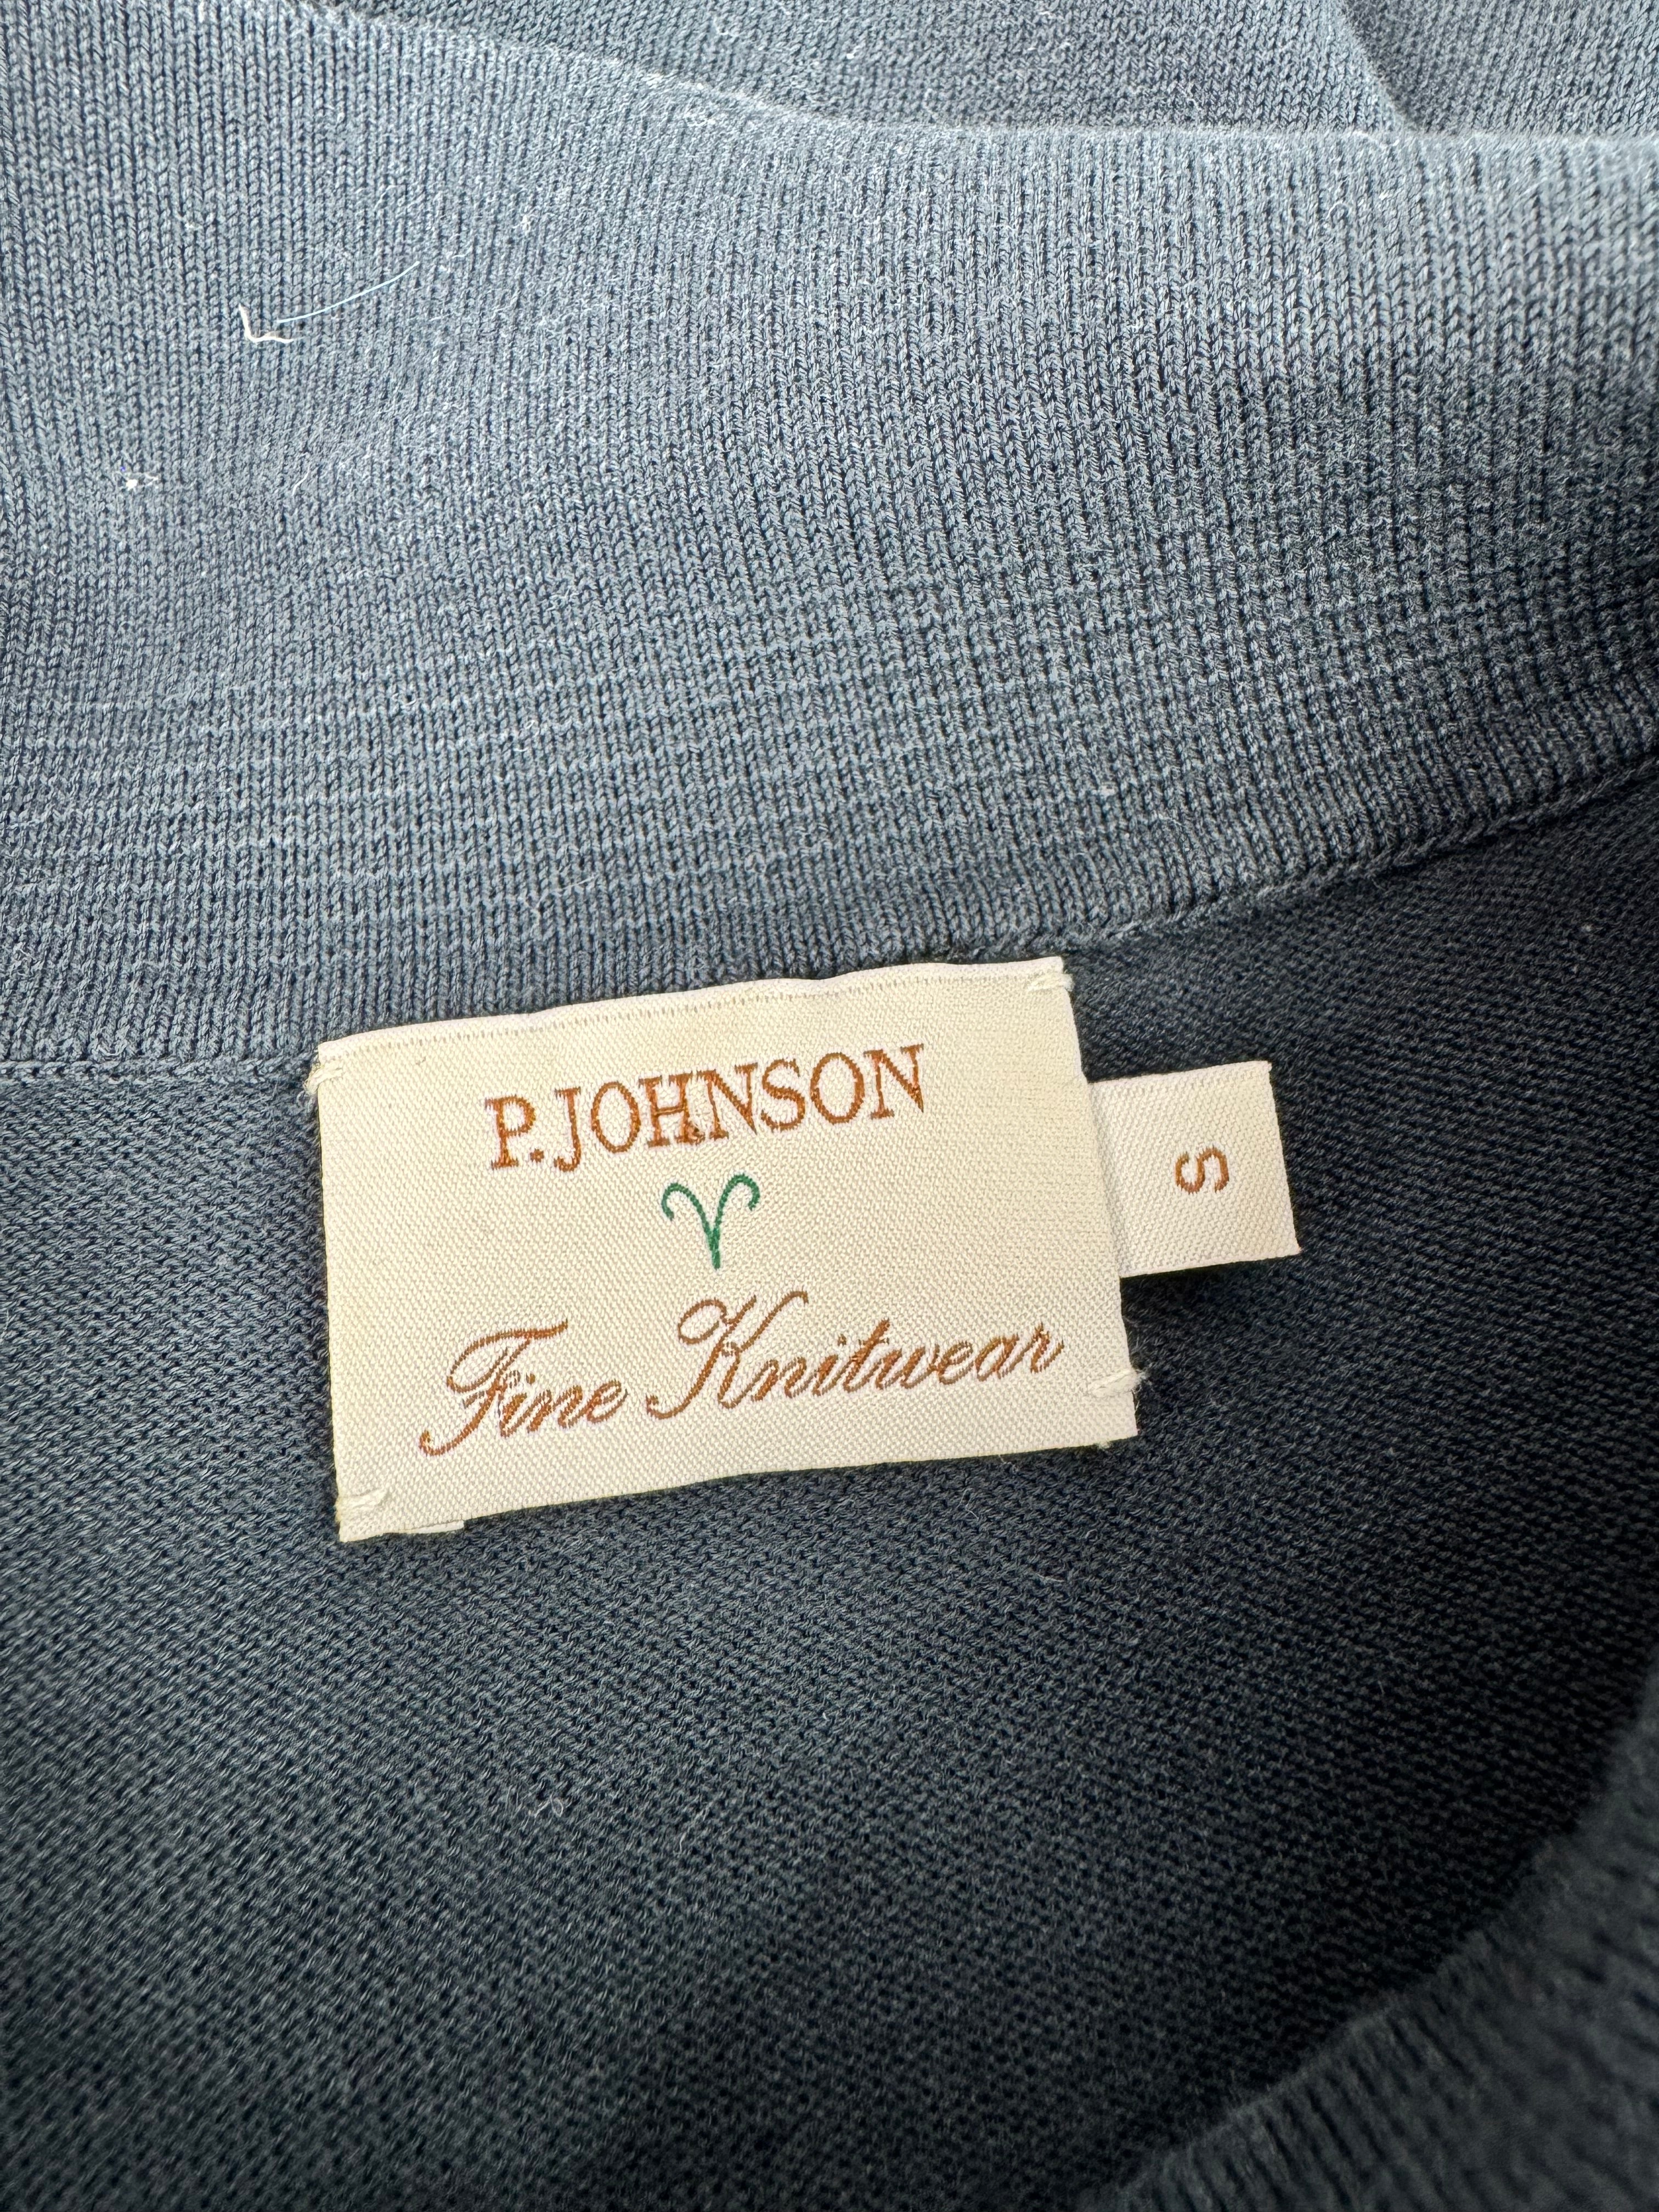 P.JOHNSON
Fine Knitwear
S